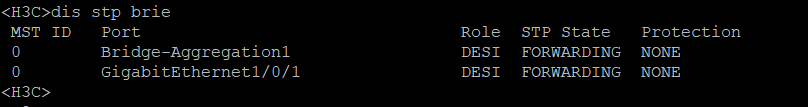 <H3C>dis stp brie
MST ID Port Role STP State Protection
0 Bridge-Aggregation1 DESI FORWARDING NONE
0 GigabitEthernet1/0/1 DESI FORWARDING NONE
<H3C>